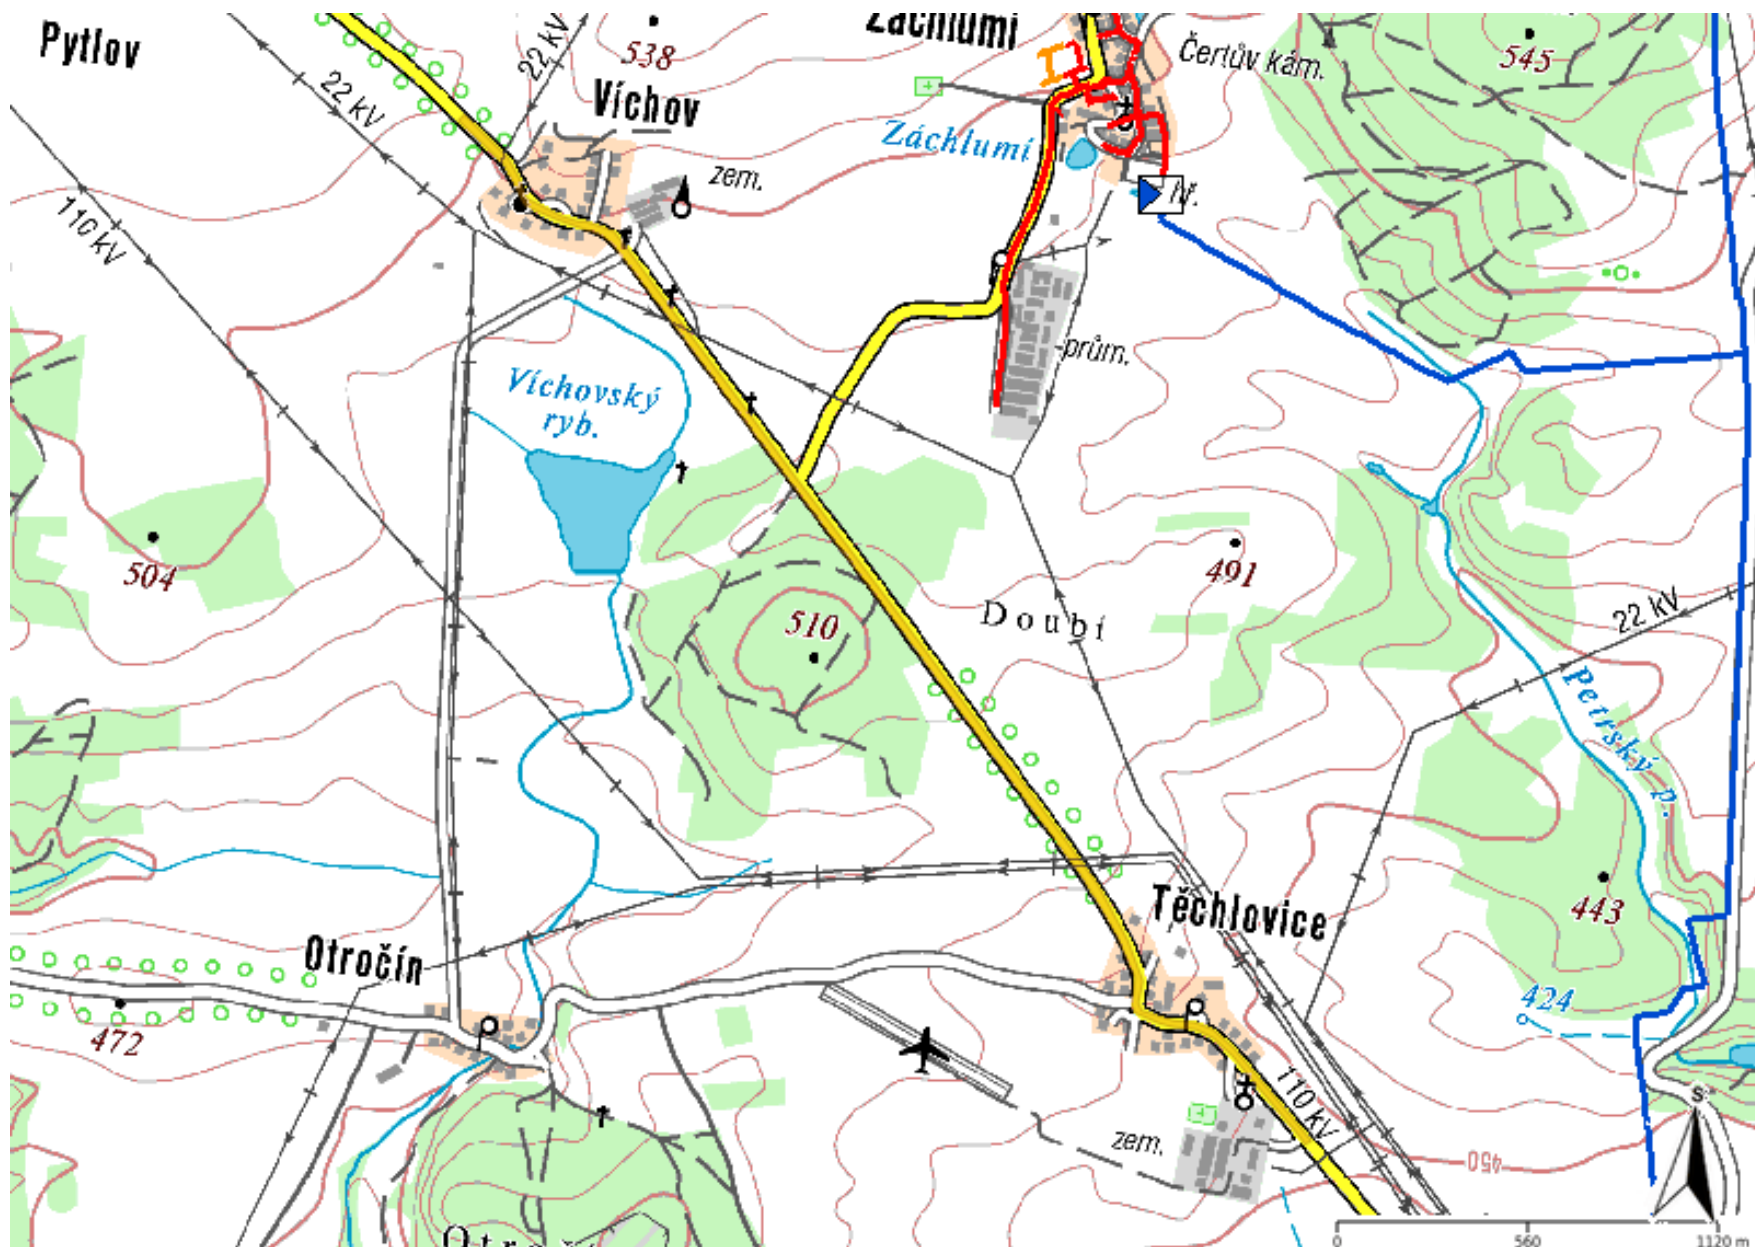 Pytlov
538
22 kV
Záchlumí
Čertův kám.
545
22 kV
Víchov
Záchlumí
zem.
hř.
110 kV
prům.
Víchovský
ryb.
504
491
510
Doubí
22 kV
Petrský p.
443
Těchlovice
Otročín
424
472
110 kV
zem.
450
S
0 560 1120 m